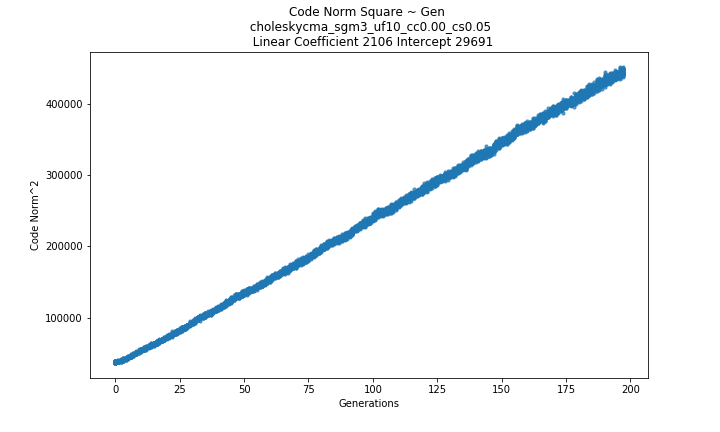 Code Norm Square ~ Gen
choleskycma_sgm3_uf10_cc0.00_cs0.05
Linear Coefficient 2106 Intercept 29691
400000
300000
200000
100000
Code Norm^2
0 25 50 75 100 125 150 175 200
Generations